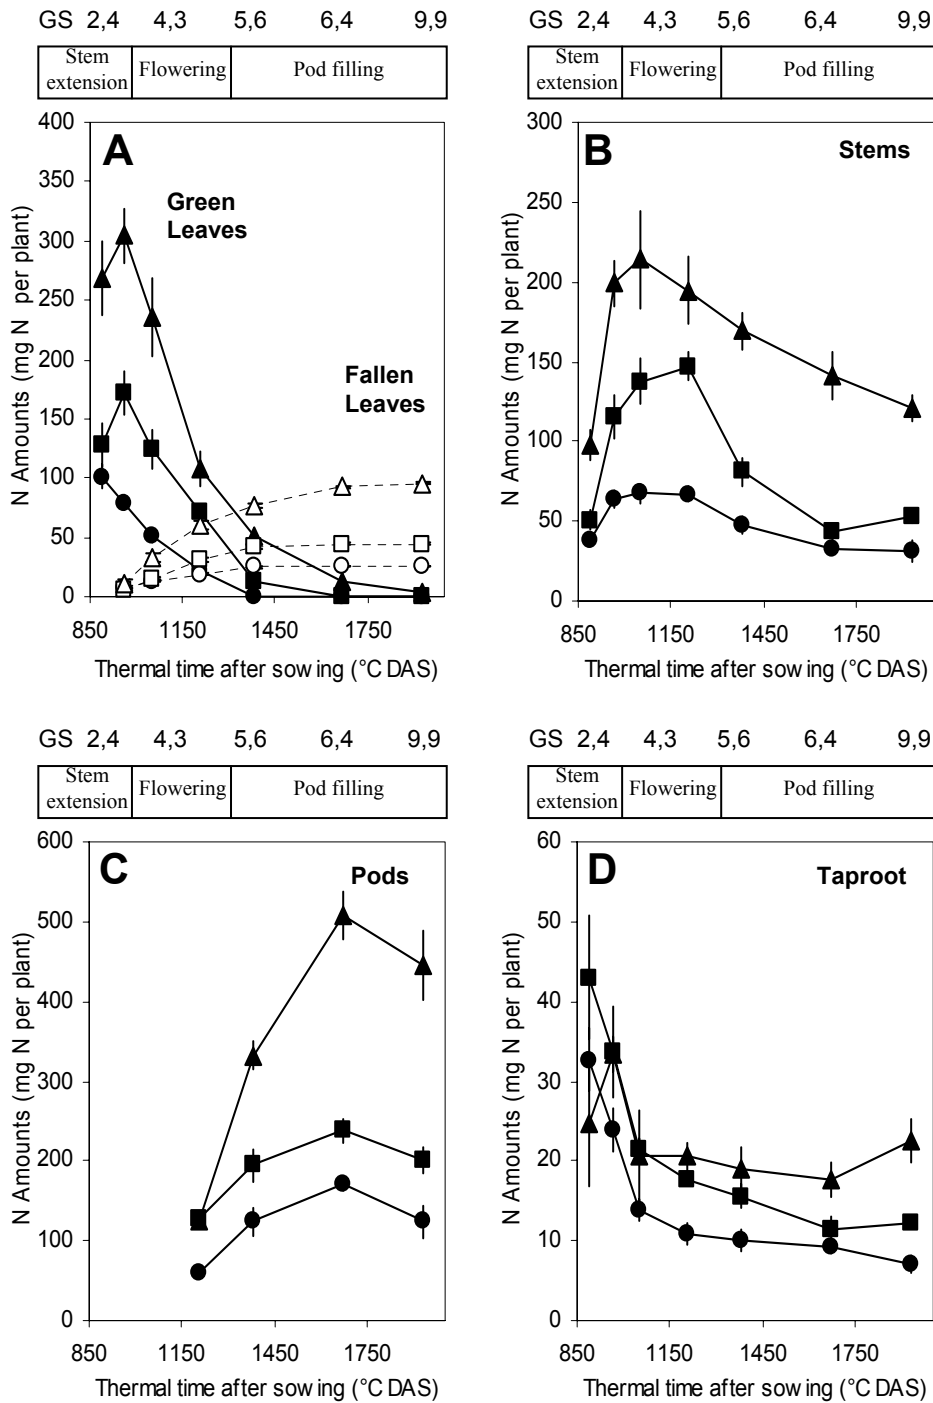 GS 2,4 4,3 5,6 6,4 9,9
Stem extension Flowering Pod filling
A
Green
Leaves
Fallen
Leaves
N Amounts (mg N per plant)
400
350
300
250
200
150
100
50
0
850 1150 1450 1750
Thermal time after sowing (°C DAS)
GS 2,4 4,3 5,6 6,4 9,9
Stem extension Flowering Pod filling
B
Stems
N Amounts (mg N per plant)
300
250
200
150
100
50
0
850 1150 1450 1750
Thermal time after sowing (°C DAS)
GS 2,4 4,3 5,6 6,4 9,9
Stem extension Flowering Pod filling
C
Pods
N Amounts (mg N per plant)
600
500
400
300
200
100
0
850 1150 1450 1750
Thermal time after sowing (°C DAS)
GS 2,4 4,3 5,6 6,4 9,9
Stem extension Flowering Pod filling
D
Taproot
N Amounts (mg N per plant)
60
50
40
30
20
10
0
850 1150 1450 1750
Thermal time after sowing (°C DAS)